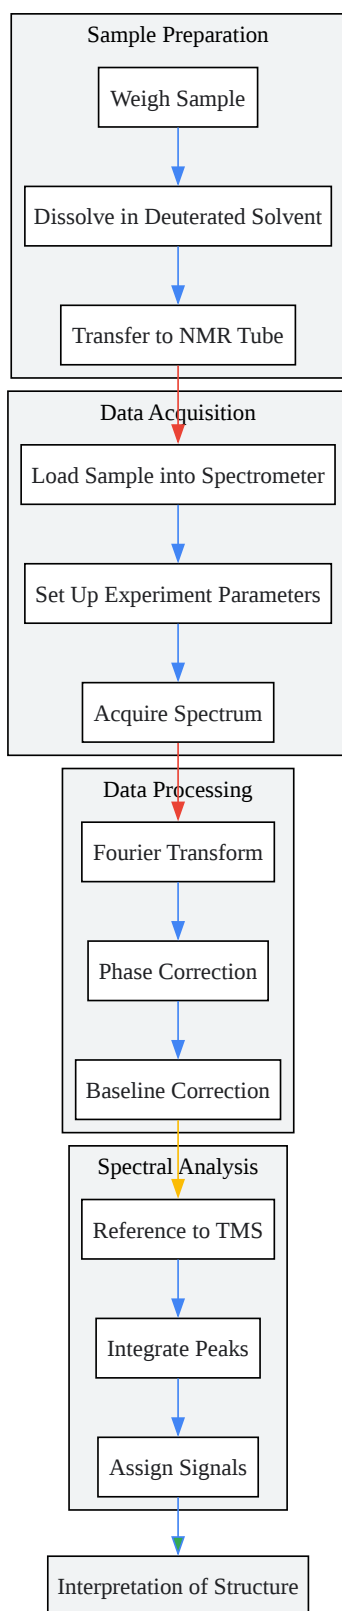 Sample Preparation
Weigh Sample
Dissolve in Deuterated Solvent
Transfer to NMR Tube
Data Acquisition
Load Sample into Spectrometer
Set Up Experiment Parameters
Acquire Spectrum
Data Processing
Fourier Transform
Phase Correction
Baseline Correction
Spectral Analysis
Reference to TMS
Integrate Peaks
Assign Signals
Interpretation of Structure